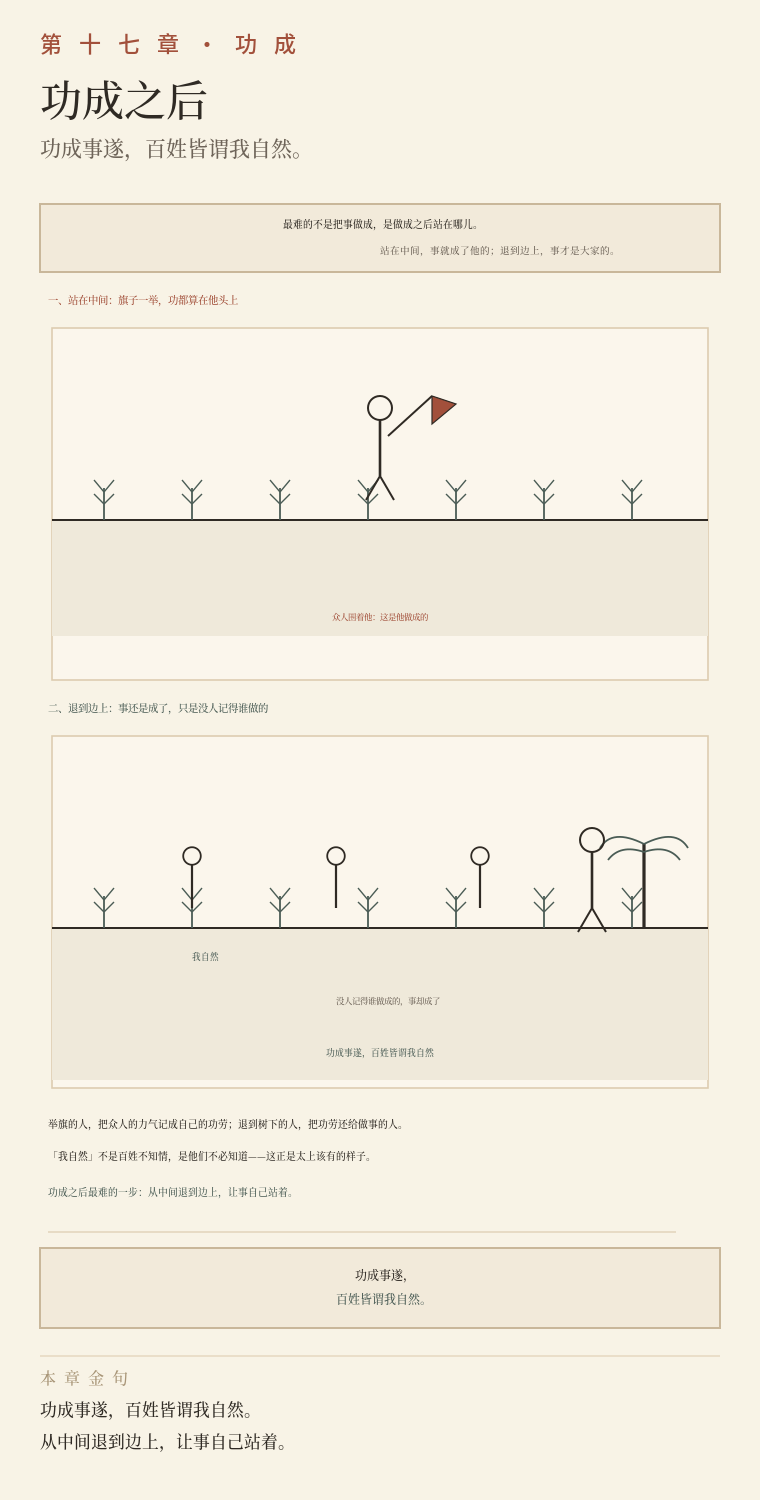 第十七章·功成
功成之后
功成事遂，百姓皆谓我自然。
最难的不是把事做成，是做成之后站在哪儿。
站在中间，事就成了他的；退到边上，事才是大家的。
一、站在中间：旗子一举，功都算在他头上
众人围着他：这是他做成的
二、退到边上：事还是成了，只是没人记得谁做的
我自然
没人记得谁做成的，事却成了
功成事遂，百姓皆谓我自然
举旗的人，把众人的力气记成自己的功劳；退到树下的人，把功劳还给做事的人。
「我自然」不是百姓不知情，是他们不必知道——这正是太上该有的样子。
功成之后最难的一步：从中间退到边上，让事自己站着。
功成事遂，
百姓皆谓我自然。
本章金句
功成事遂，百姓皆谓我自然。
从中间退到边上，让事自己站着。